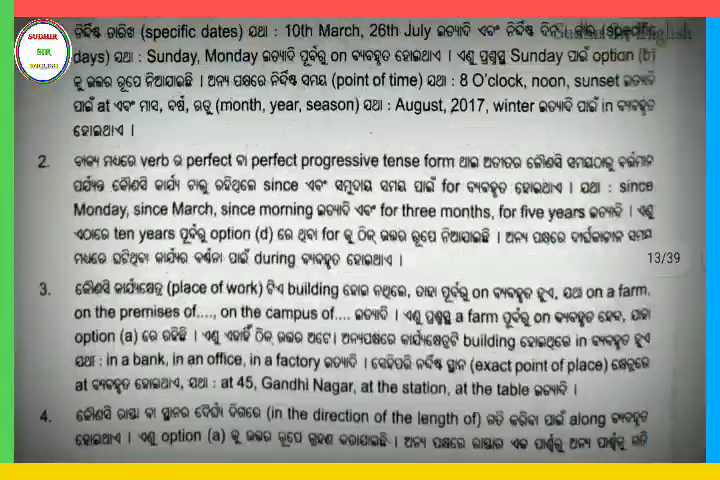 SUDHIR
SIR
ENGLISH
ନିର୍ଦ୍ଦିଷ୍ଟ ତାରିଖ (specific dates) ଯଥା : 10th March, 26th July ଇତ୍ୟାଦି ଏବଂ ନିର୍ଦ୍ଦିଷ୍ଟ ଦିନ (specific
days) ଯଥା : Sunday, Monday ଇତ୍ୟାଦି ପୂର୍ବରୁ on ବ୍ୟବହୃତ ହୋଇଥାଏ । ଏଣୁ ପ୍ରଶ୍ନସ୍ଥ Sunday ପାଇଁ option (b)
କୁ ଉତ୍ତର ରୂପେ ନିଆଯାଇଛି । ଅନ୍ୟ ପକ୍ଷରେ ନିର୍ଦ୍ଦିଷ୍ଟ ସମୟ (point of time) ଯଥା : 8 O'clock, noon, sunset ଇତ୍ୟାଦି
ପାଇଁ at ଏବଂ ମାସ, ବର୍ଷ, ଋତୁ (month, year, season) ଯଥା : August, 2017, winter ଇତ୍ୟାଦି ପାଇଁ in ବ୍ୟବହୃତ
ହୋଇଥାଏ ।
2. ବାକ୍ୟ ମଧ୍ୟରେ verb ର perfect ବା perfect progressive tense form ଥାଇ ଅତୀତର କୌଣସି ସମୟଠାରୁ ବର୍ତ୍ତମାନ
ପର୍ଯ୍ୟନ୍ତ କୌଣସି କାର୍ଯ୍ୟ ଚାଲୁ ରହିଥିଲେ since ଏବଂ ସମୁଦାୟ ସମୟ ପାଇଁ for ବ୍ୟବହୃତ ହୋଇଥାଏ । ଯଥା : since
Monday, since March, since morning ଇତ୍ୟାଦି ଏବଂ for three months, for five years ଇତ୍ୟାଦି । ଏଣୁ
ଏଠାରେ ten years ପୂର୍ବରୁ option (d) ରେ ଥିବା for କୁ ଠିକ୍ ଉତ୍ତର ରୂପେ ନିଆଯାଇଛି । ଅନ୍ୟ ପକ୍ଷରେ ଦୀର୍ଘକାଳୀନ ସମୟ
ମଧ୍ୟରେ ଘଟିଥିବା କାର୍ଯ୍ୟର ବର୍ଣ୍ଣନା ପାଇଁ during ବ୍ୟବହୃତ ହୋଇଥାଏ ।
13/39
3. କୌଣସି କାର୍ଯ୍ୟକ୍ଷେତ୍ର (place of work) ଟିଏ building ହୋଇ ନଥିଲେ, ତାହା ପୂର୍ବରୁ on ବ୍ୟବହୃତ ହୁଏ, ଯଥା on a farm,
on the premises of...., on the campus of.... ଇତ୍ୟାଦି । ଏଣୁ ପ୍ରଶ୍ନସ୍ଥ a farm ପୂର୍ବରୁ on ବ୍ୟବହୃତ ହେବ, ଯାହା
option (a) ରେ ରହିଛି । ଏଣୁ ଏହାହିଁ ଠିକ୍ ଉତ୍ତର ଅଟେ । ଅନ୍ୟପକ୍ଷରେ କାର୍ଯ୍ୟକ୍ଷେତ୍ରଟି building ହୋଇଥିଲେ in ବ୍ୟବହୃତ ହୁଏ
ଯଥା : in a bank, in an office, in a factory ଇତ୍ୟାଦି । ସେହିପରି ନିର୍ଦ୍ଦିଷ୍ଟ ସ୍ଥାନ (exact point of place) କ୍ଷେତ୍ରରେ
at ବ୍ୟବହୃତ ହୋଇଥାଏ, ଯଥା : at 45, Gandhi Nagar, at the station, at the table ଇତ୍ୟାଦି ।
4. କୌଣସି ରାସ୍ତା ବା ସ୍ଥାନର ଦୈର୍ଘ୍ୟ ଦିଗରେ (in the direction of the length of) ଗତି କରିବା ପାଇଁ along ବ୍ୟବହୃତ
ହୋଇଥାଏ । ଏଣୁ option (a) କୁ ଉତ୍ତର ରୂପେ ଗ୍ରହଣ କରାଯାଇଛି । ଅନ୍ୟ ପକ୍ଷରେ ରାସ୍ତାର ଏକ ପାର୍ଶ୍ଵରୁ ଅନ୍ୟ ପାର୍ଶ୍ଵକୁ ଗତି